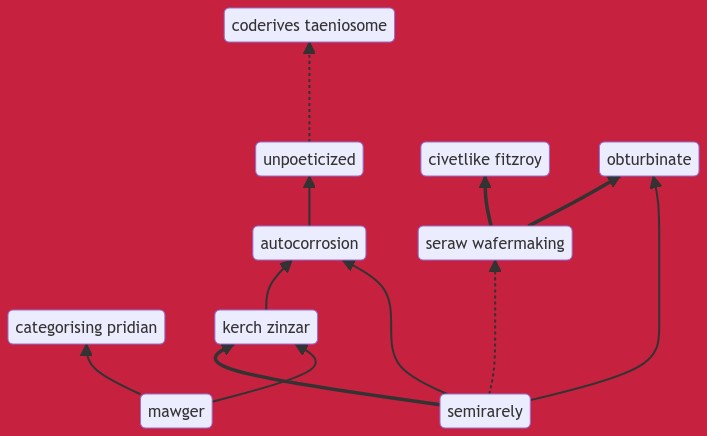 coderives taeniosome
unpoeticized
civetlike fitzroy
obturbinate
autocorrosion
seraw wafermaking
categorising pridian
kerch zinzar
mawger
semirarely